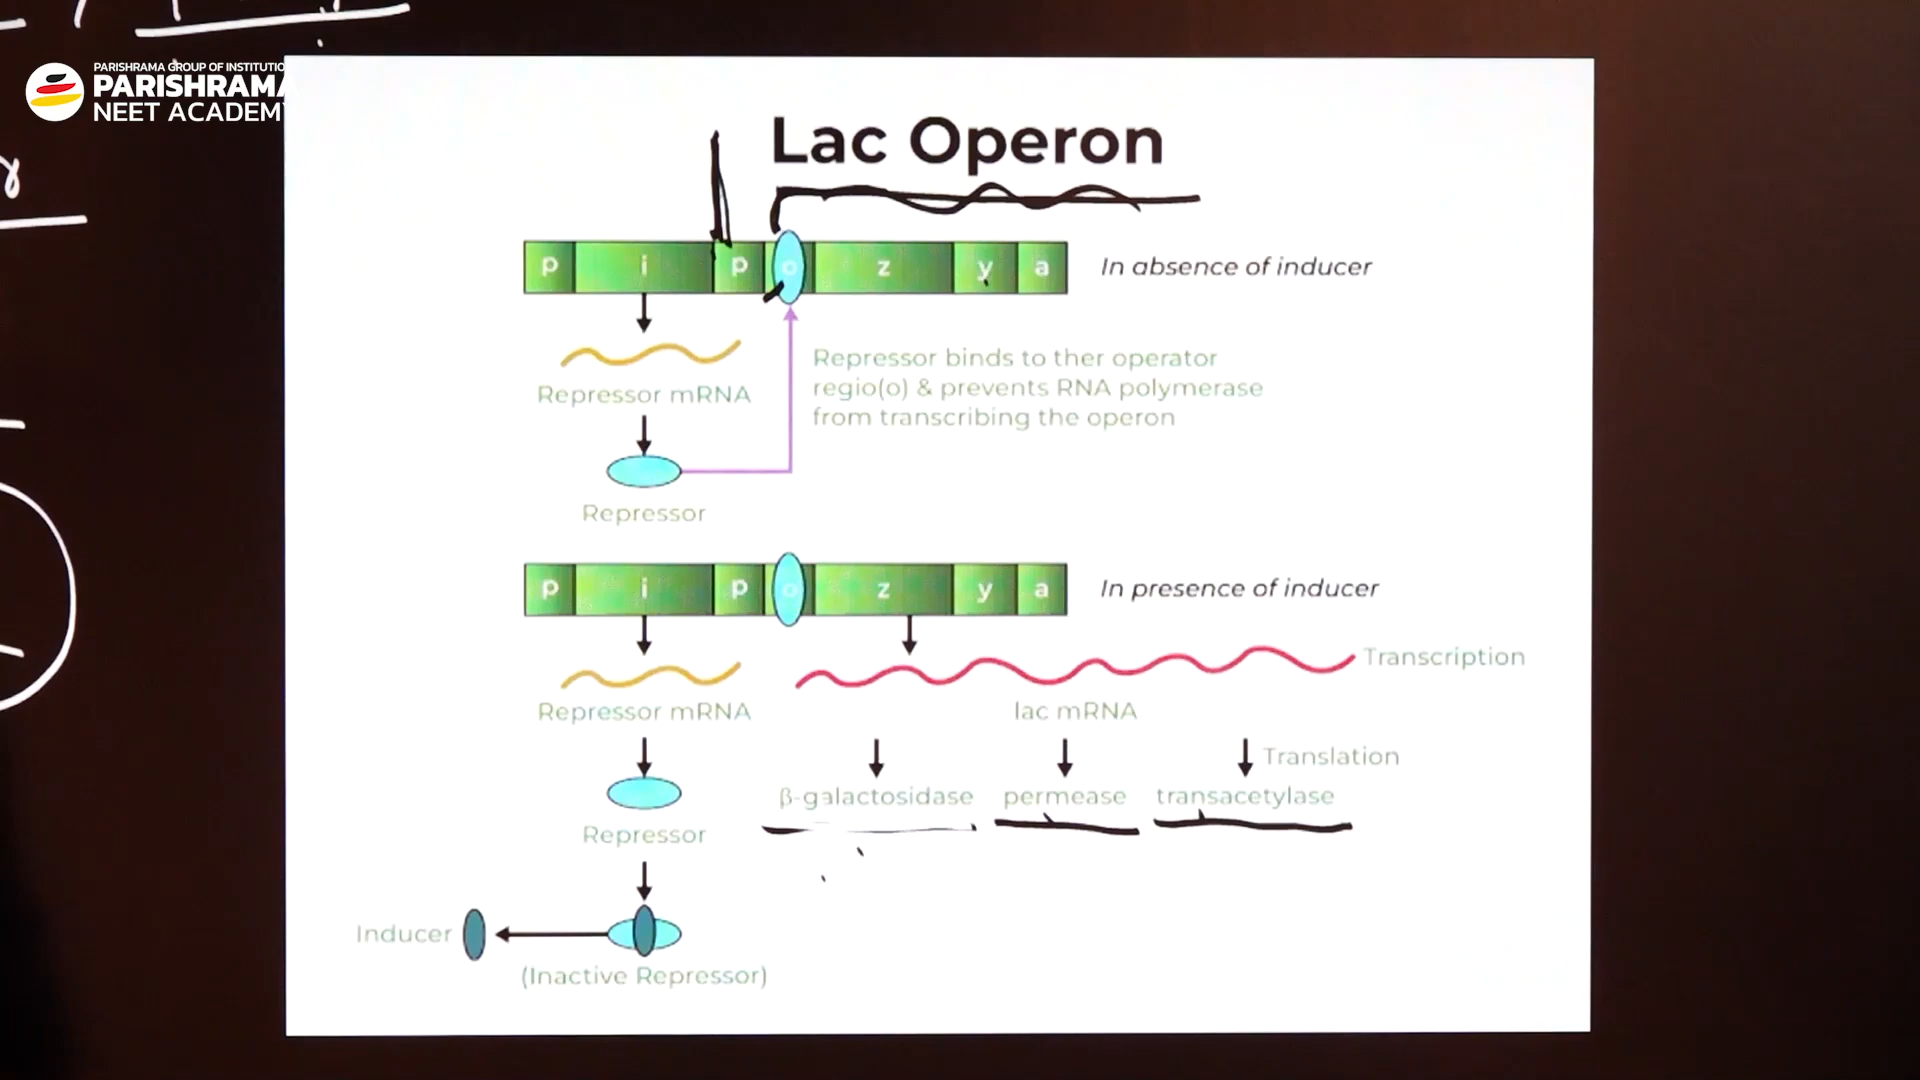 PARISHRAMA GROUP OF INSTITUTIO
PARISHRAMA
NEET ACADEMY
Lac Operon
p i p o z y a In absence of inducer
Repressor binds to ther operator
regio(o) & prevents RNA polymerase
from transcribing the operon
Repressor mRNA
Repressor
p i p o z y a In presence of inducer
Transcription
Repressor mRNA lac mRNA
Translation
β-galactosidase permease transacetylase
Repressor
Inducer
(Inactive Repressor)